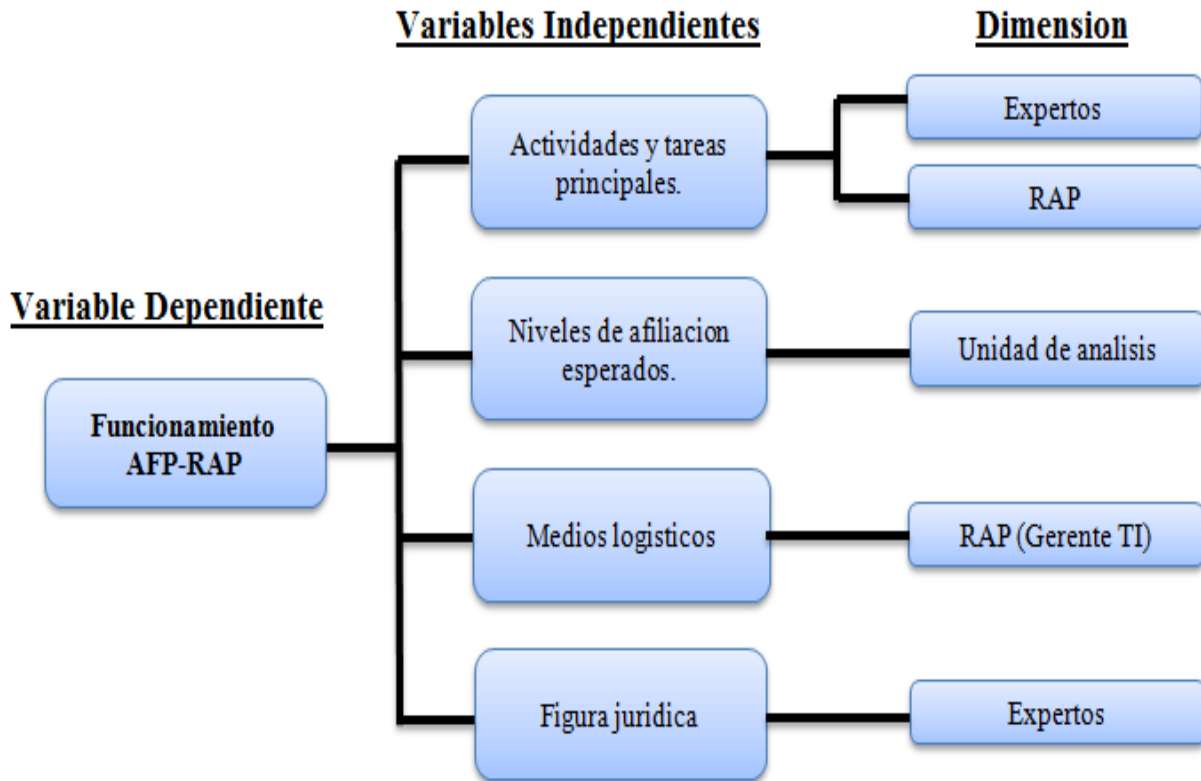 Variables Independientes
Dimension
Expertos
Actividades y tareas
principales.
RAP
Variable Dependiente
Niveles de afiliacion
esperados.
Unidad de analisis
Funcionamiento
AFP-RAP
Medios logisticos
RAP (Gerente TI)
Figura juridica
Expertos